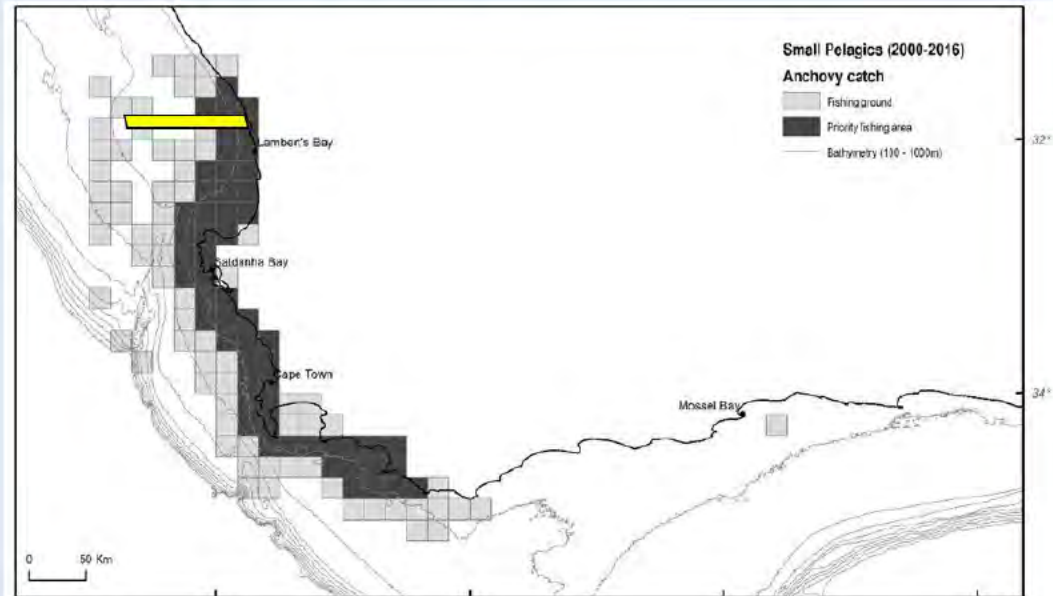 Small Pelagics (2000-2016)
Anchovy catch
Fishing ground
Priority fishing area
Bathymetry (100 - 1000m)
Lambert's Bay
32°
Saldanha Bay
Cape Town
Mossel Bay
34°
0 50 Km